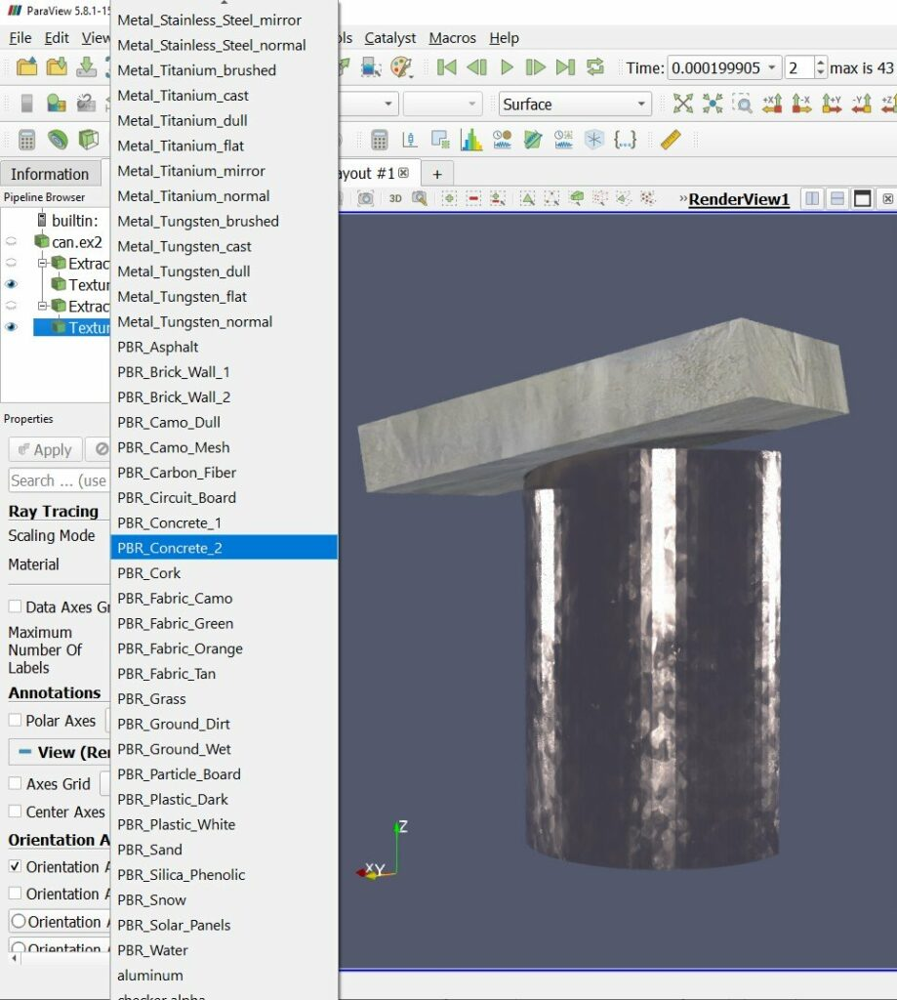 ParaView 5.8.1-15
File Edit View
Catalyst Macros Help
Time: 0.000199905 2 max is 43
Surface
+X -X +Y -Y +Z
Information
Layout #1
+
Pipeline Browser
3D
RenderView1
builtin:
can.ex2
Extrac
Textur
Extrac
Textur
Properties
Apply
Search ... (use
Ray Tracing
Scaling Mode
Material
Data Axes Gr
Maximum
Number Of
Labels
Annotations
Polar Axes
View (Ren
Axes Grid
Center Axes
Orientation A
Orientation A
Orientation A
Orientation A
Orientation A
Metal_Stainless_Steel_mirror
Metal_Stainless_Steel_normal
Metal_Titanium_brushed
Metal_Titanium_cast
Metal_Titanium_dull
Metal_Titanium_flat
Metal_Titanium_mirror
Metal_Titanium_normal
Metal_Tungsten_brushed
Metal_Tungsten_cast
Metal_Tungsten_dull
Metal_Tungsten_flat
Metal_Tungsten_normal
PBR_Asphalt
PBR_Brick_Wall_1
PBR_Brick_Wall_2
PBR_Camo_Dull
PBR_Camo_Mesh
PBR_Carbon_Fiber
PBR_Circuit_Board
PBR_Concrete_1
PBR_Concrete_2
PBR_Cork
PBR_Fabric_Camo
PBR_Fabric_Green
PBR_Fabric_Orange
PBR_Fabric_Tan
PBR_Grass
PBR_Ground_Dirt
PBR_Ground_Wet
PBR_Particle_Board
PBR_Plastic_Dark
PBR_Plastic_White
PBR_Sand
PBR_Silica_Phenolic
PBR_Snow
PBR_Solar_Panels
PBR_Water
aluminum
checker alpha
Z
X Y